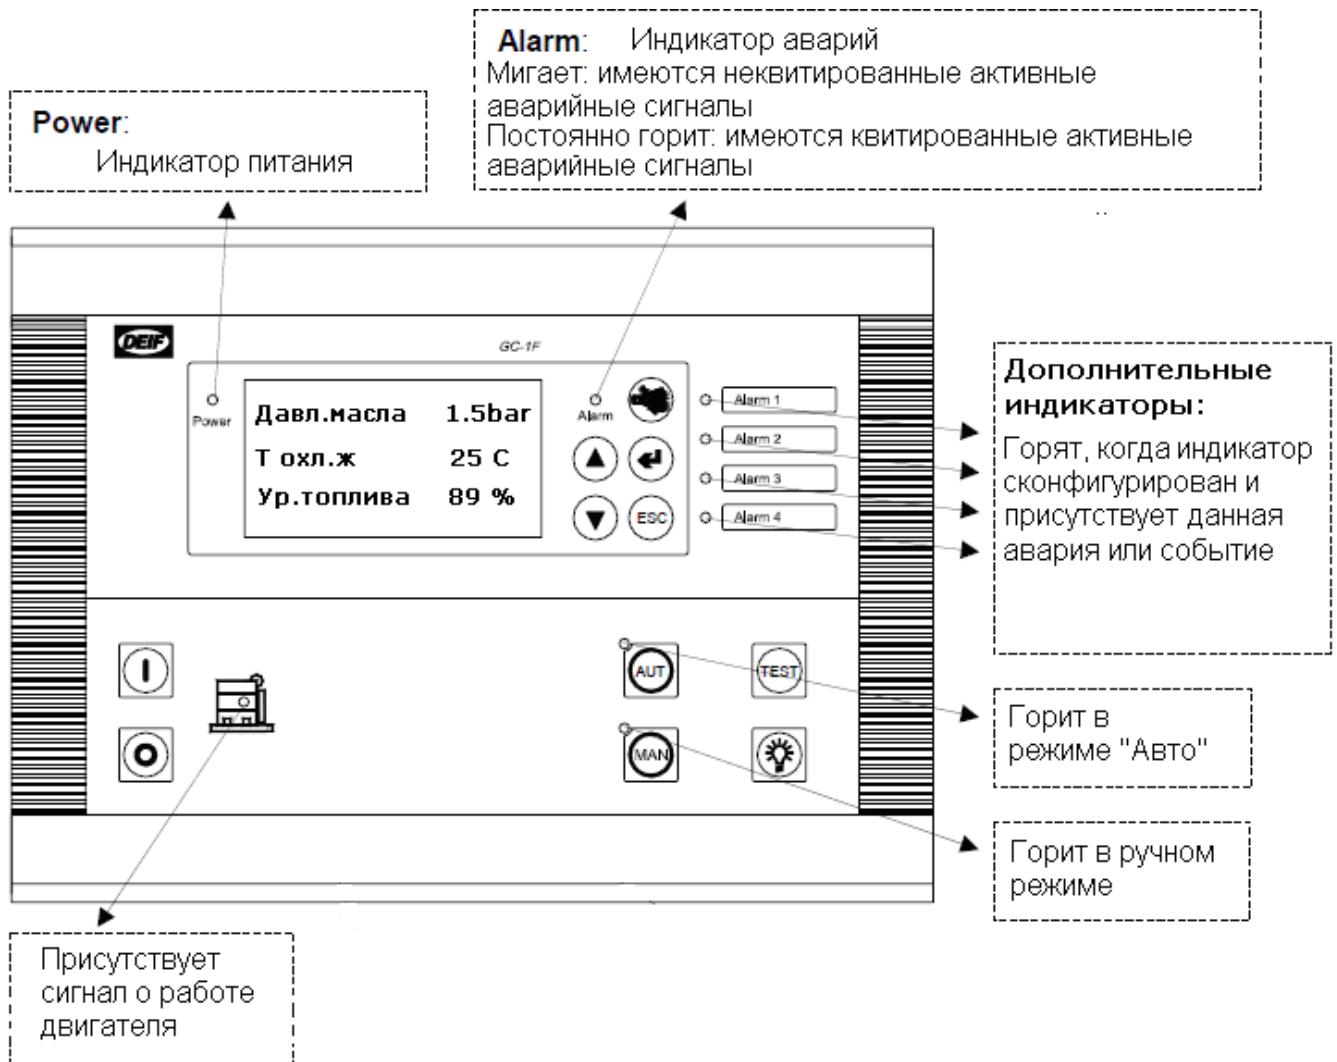 Alarm: Индикатор аварий
Мигает: имеются неквитированные активные
аварийные сигналы
Постоянно горит: имеются квитированные активные
аварийные сигналы
Power:
Индикатор питания
DEIF
GC-1F
Power
Давл.масла 1.5bar
Т охл.ж 25 C
Ур.топлива 89 %
Alarm
ESC
Alarm 1
Alarm 2
Alarm 3
Alarm 4
Дополнительные
индикаторы:
Горят, когда индикатор
сконфигурирован и
присутствует данная
авария или событие
AUT
TEST
MAN
Горит в
режиме "Авто"
Горит в ручном
режиме
Присутствует
сигнал о работе
двигателя